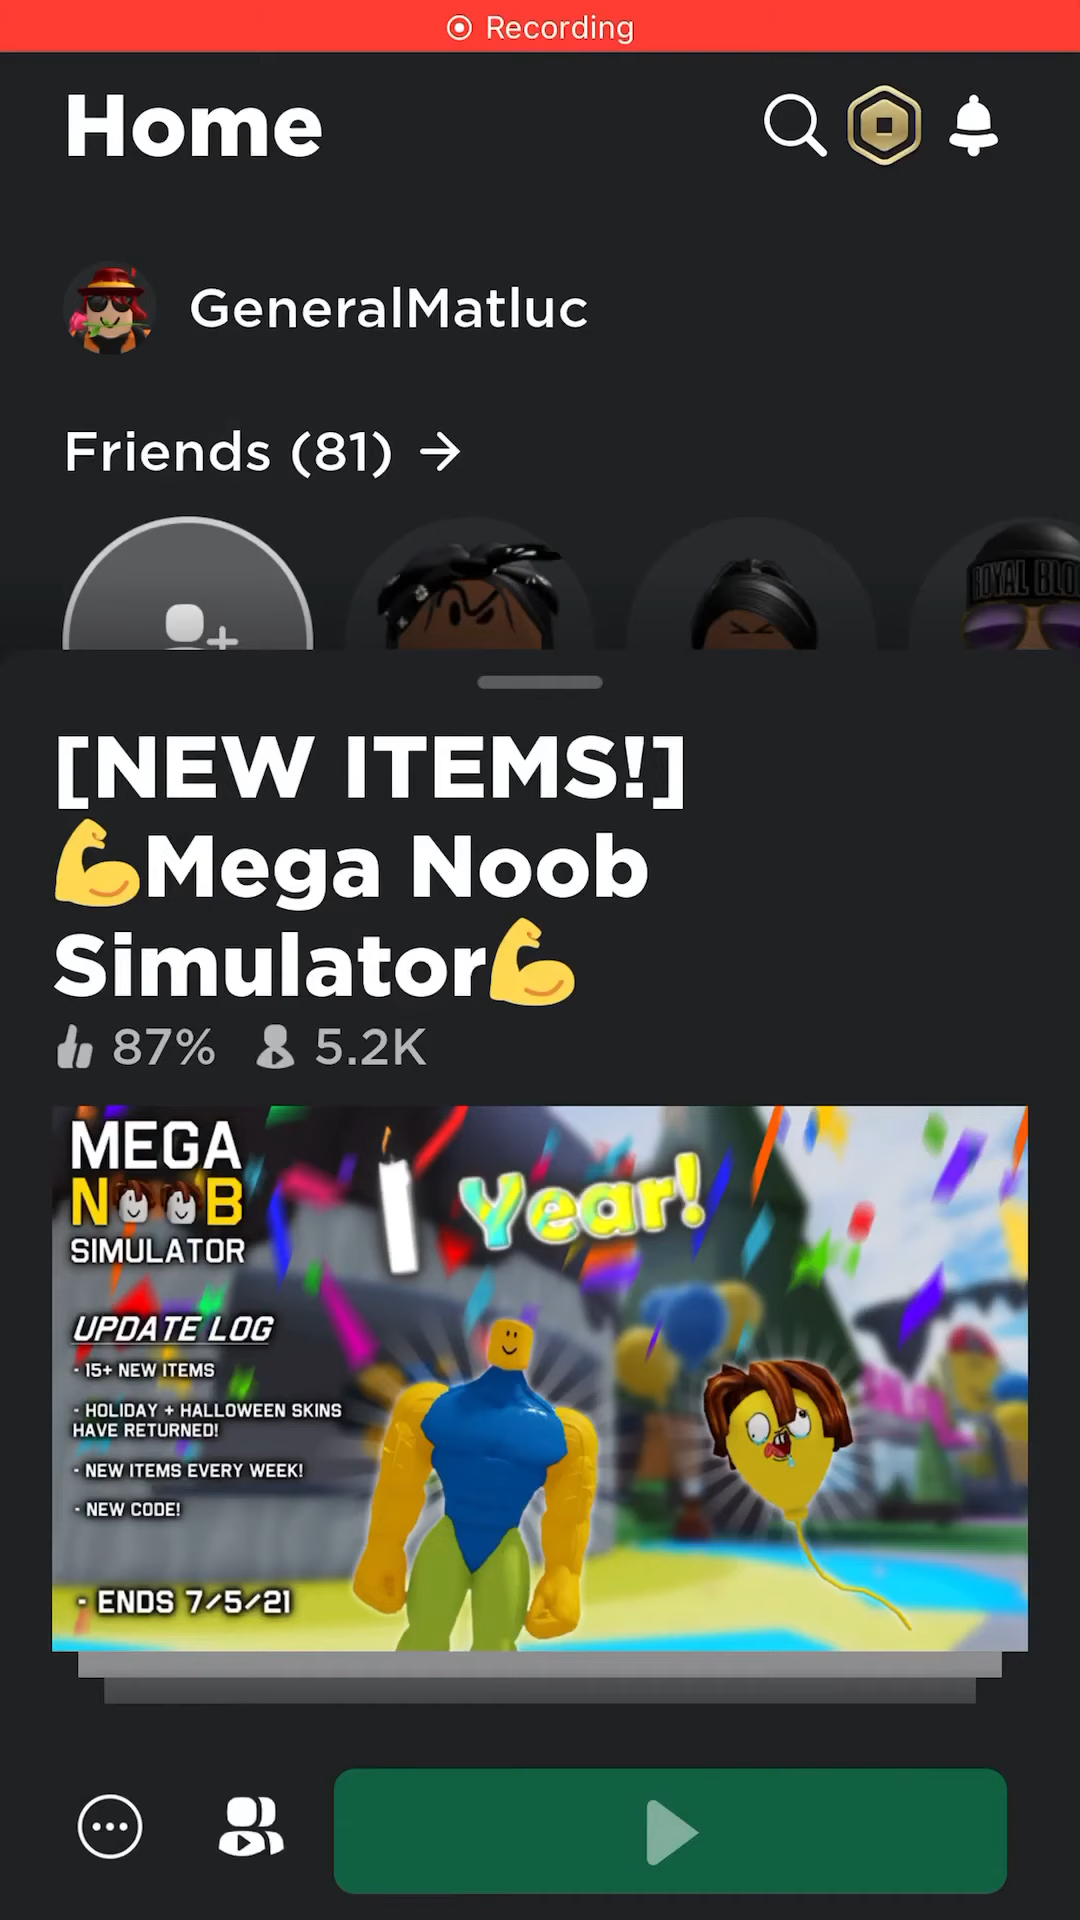 Recording
Home
GeneralMatluc
Friends (81) →
ROYAL BLO
[NEW ITEMS!]
💪Mega Noob
Simulator💪
87% 5.2K
MEGA
NOOB
SIMULATOR
1 Year!
UPDATE LOG
- 15+ NEW ITEMS
- HOLIDAY + HALLOWEEN SKINS
HAVE RETURNED!
- NEW ITEMS EVERY WEEK!
- NEW CODE!
- ENDS 7/5/21